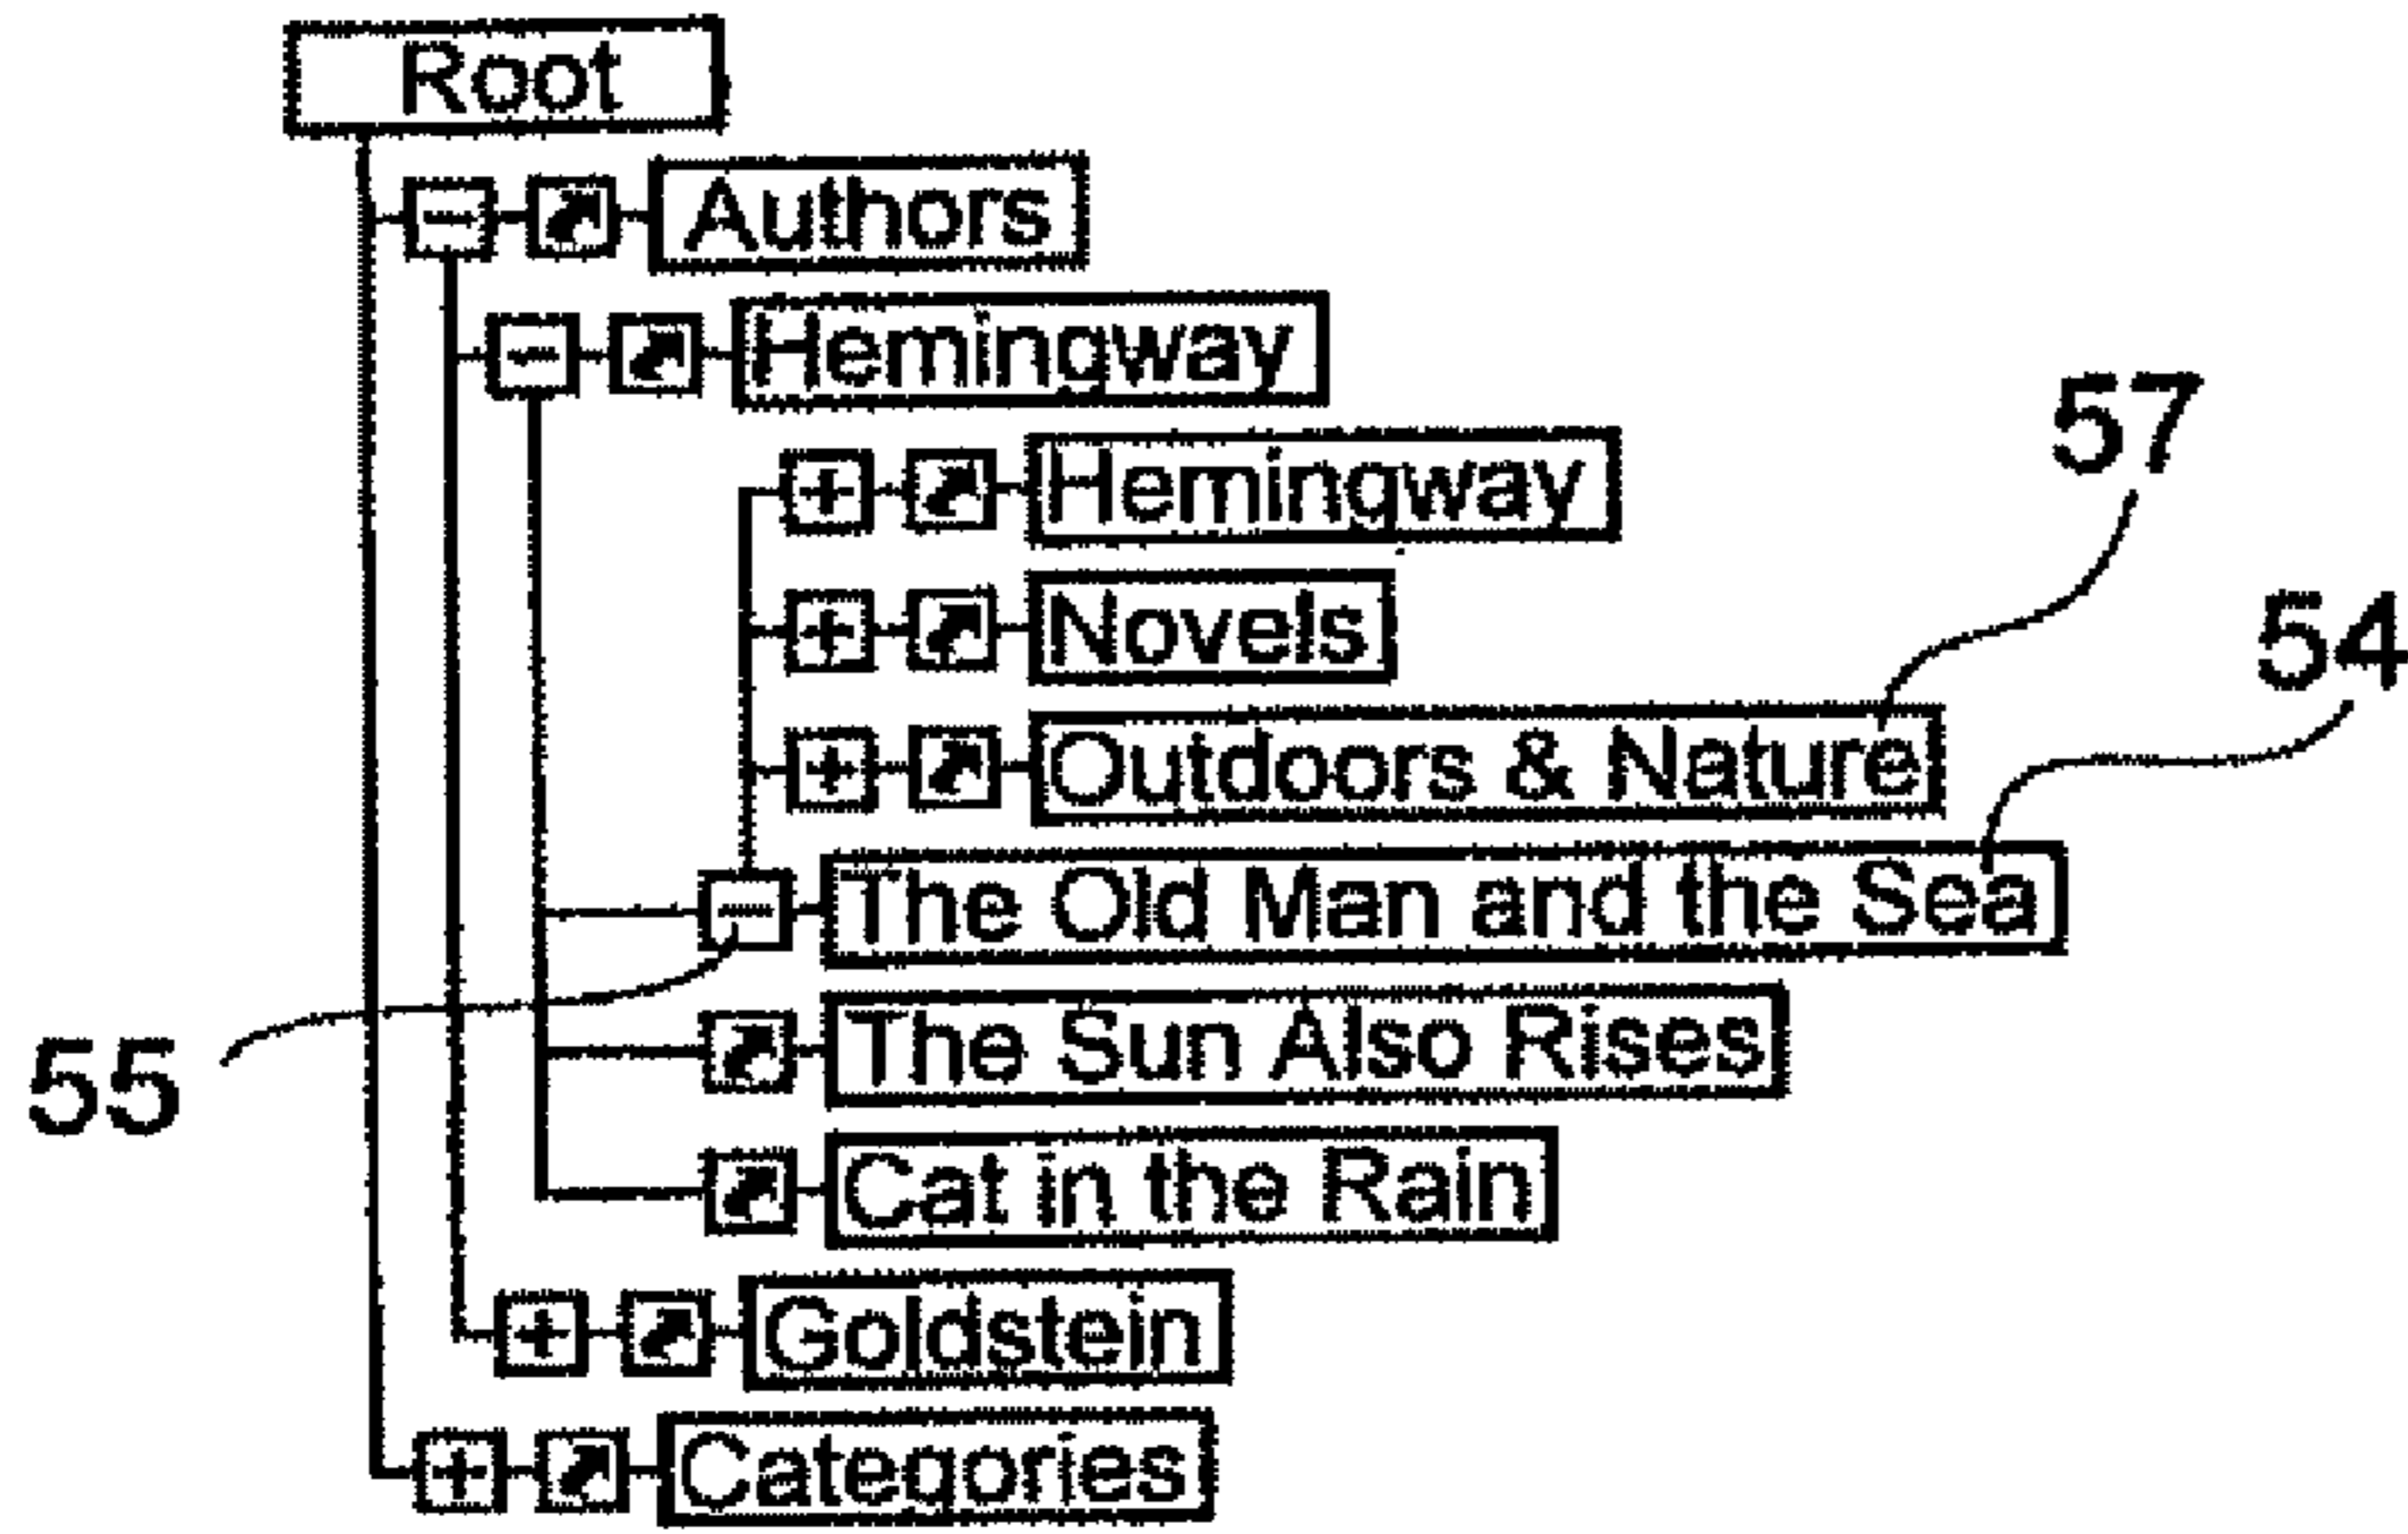 Root
Authors
Hemingway
Hemingway
57
Novels
54
Outdoors & Nature
The Old Man and the Sea
The Sun Also Rises
55
Cat in the Rain
Goldstein
Categories